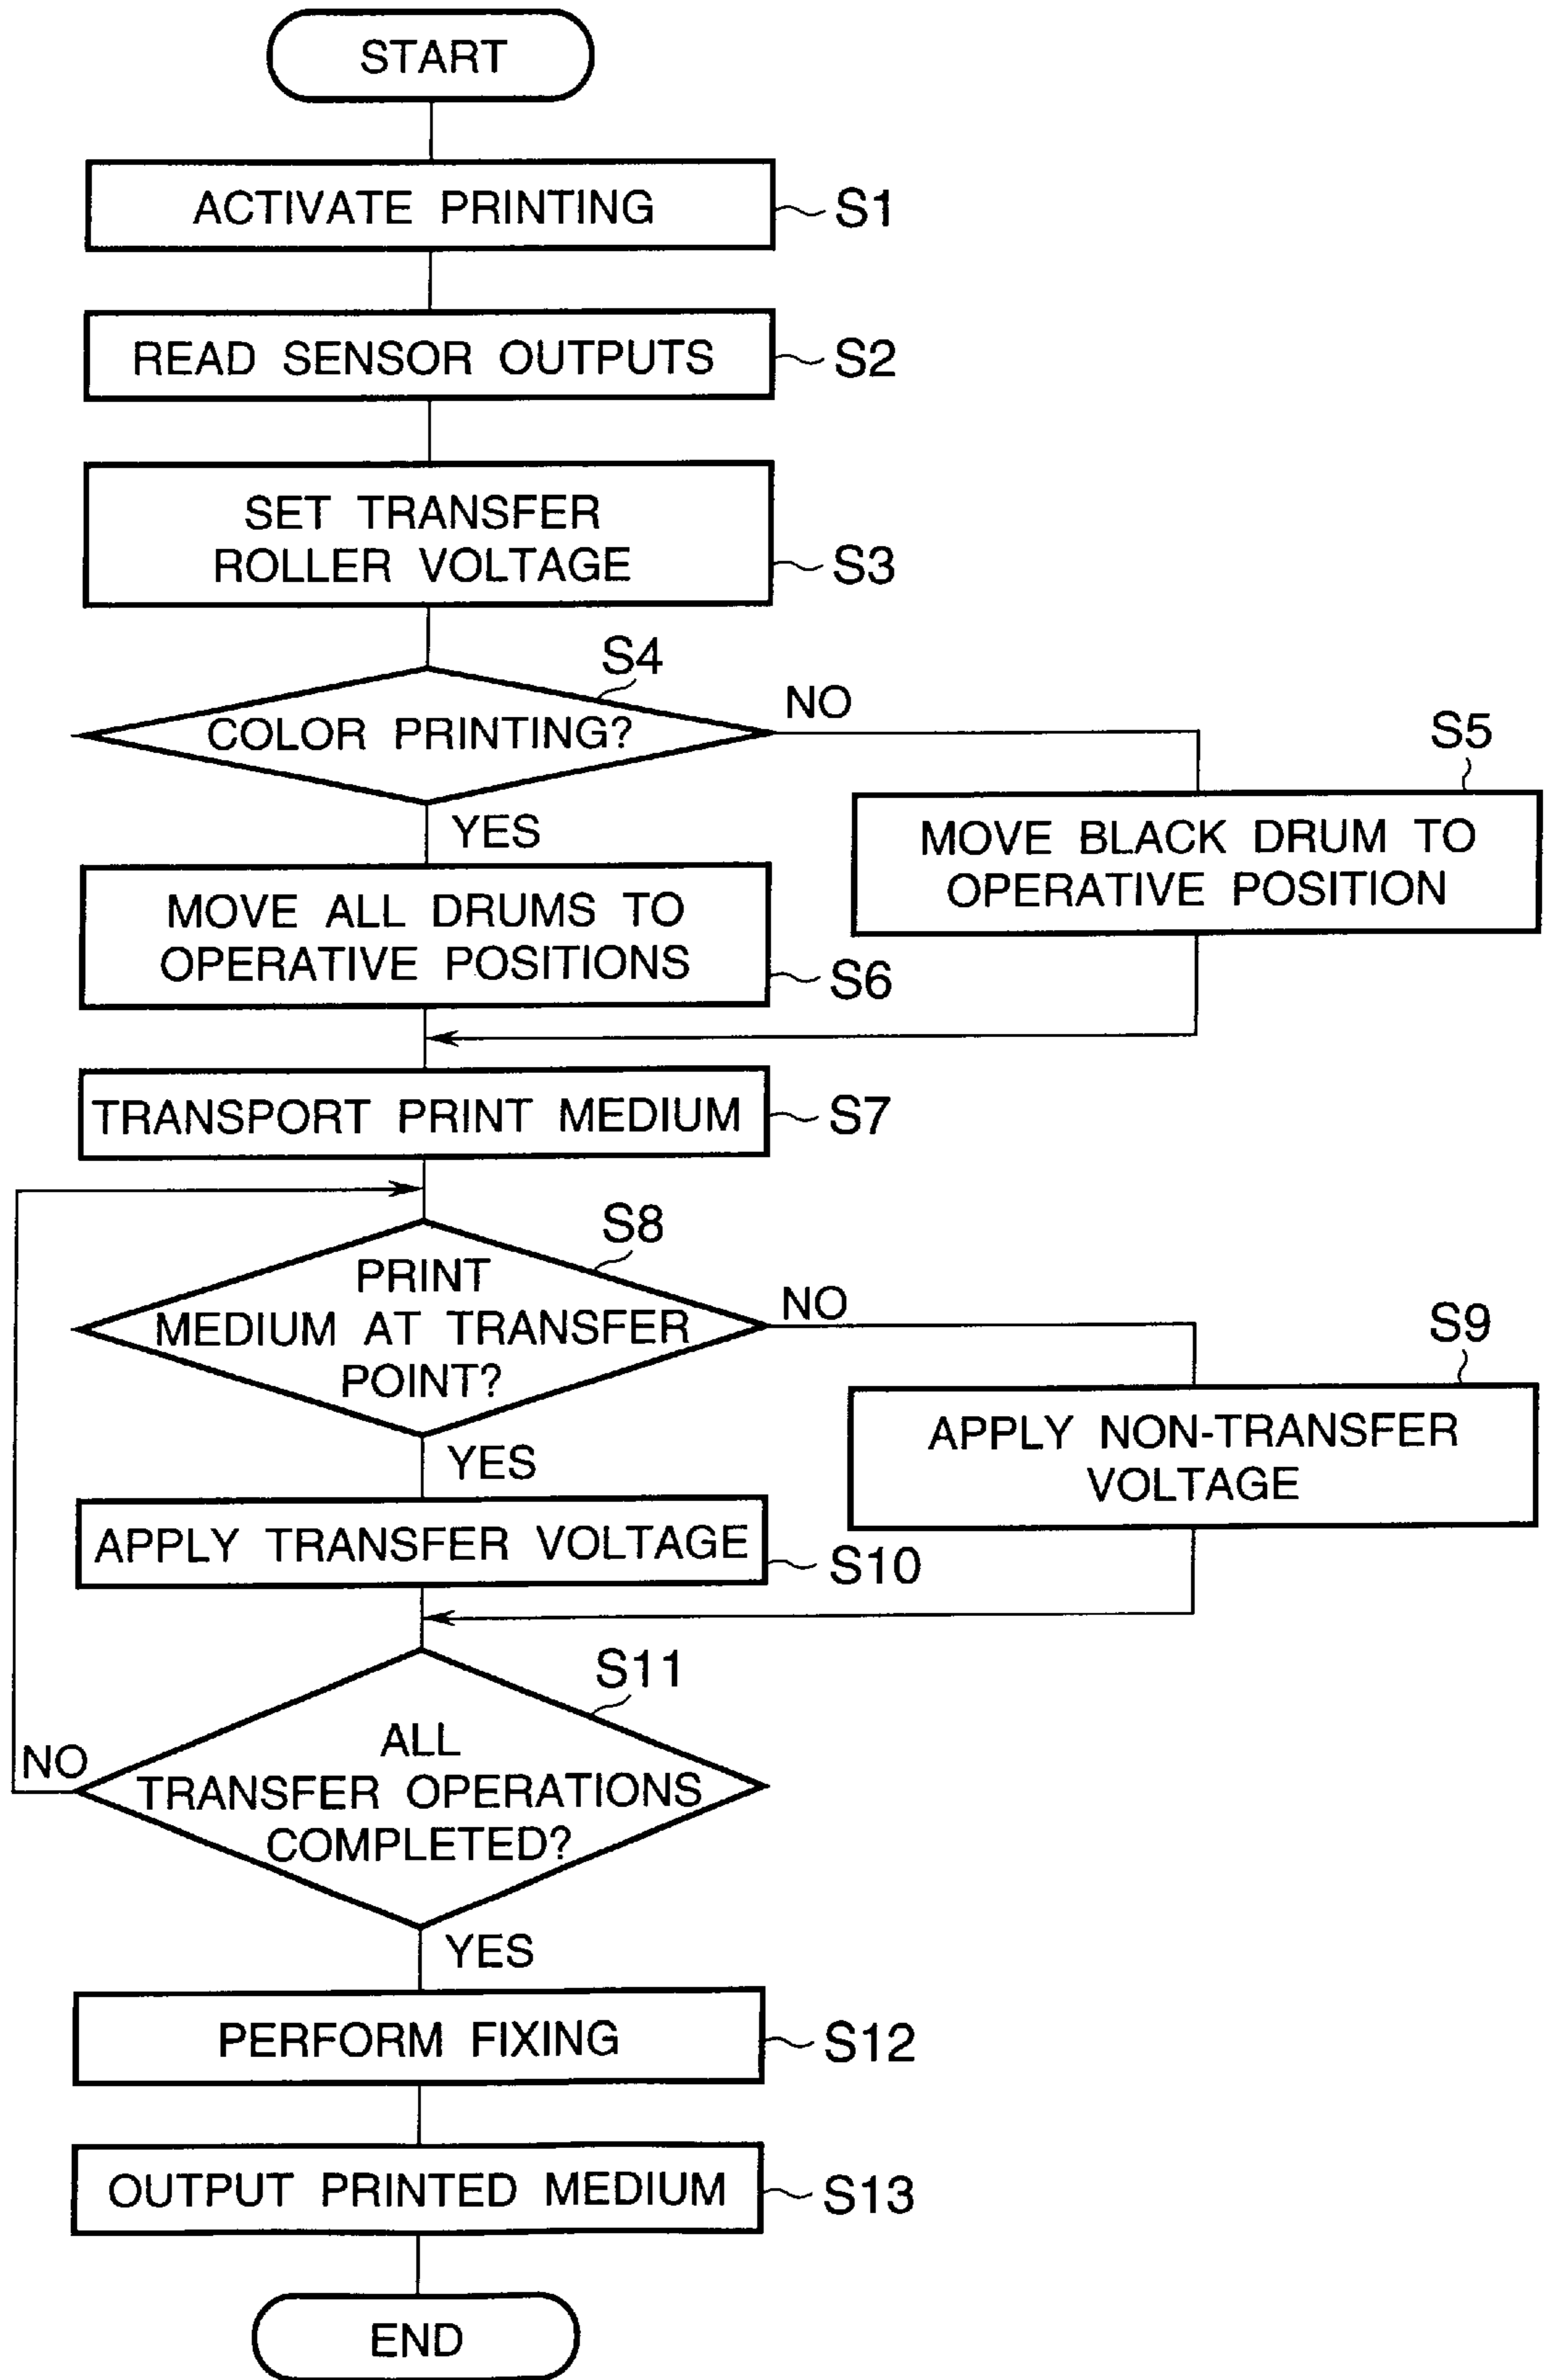 START
ACTIVATE PRINTING
S1
READ SENSOR OUTPUTS
S2
SET TRANSFER
ROLLER VOLTAGE
S3
S4
COLOR PRINTING?
NO
S5
YES
MOVE BLACK DRUM TO
OPERATIVE POSITION
MOVE ALL DRUMS TO
OPERATIVE POSITIONS
S6
TRANSPORT PRINT MEDIUM
S7
S8
PRINT
MEDIUM AT TRANSFER
POINT?
NO
S9
YES
APPLY NON-TRANSFER
VOLTAGE
APPLY TRANSFER VOLTAGE
S10
S11
ALL
TRANSFER OPERATIONS
COMPLETED?
NO
YES
PERFORM FIXING
S12
OUTPUT PRINTED MEDIUM
S13
END